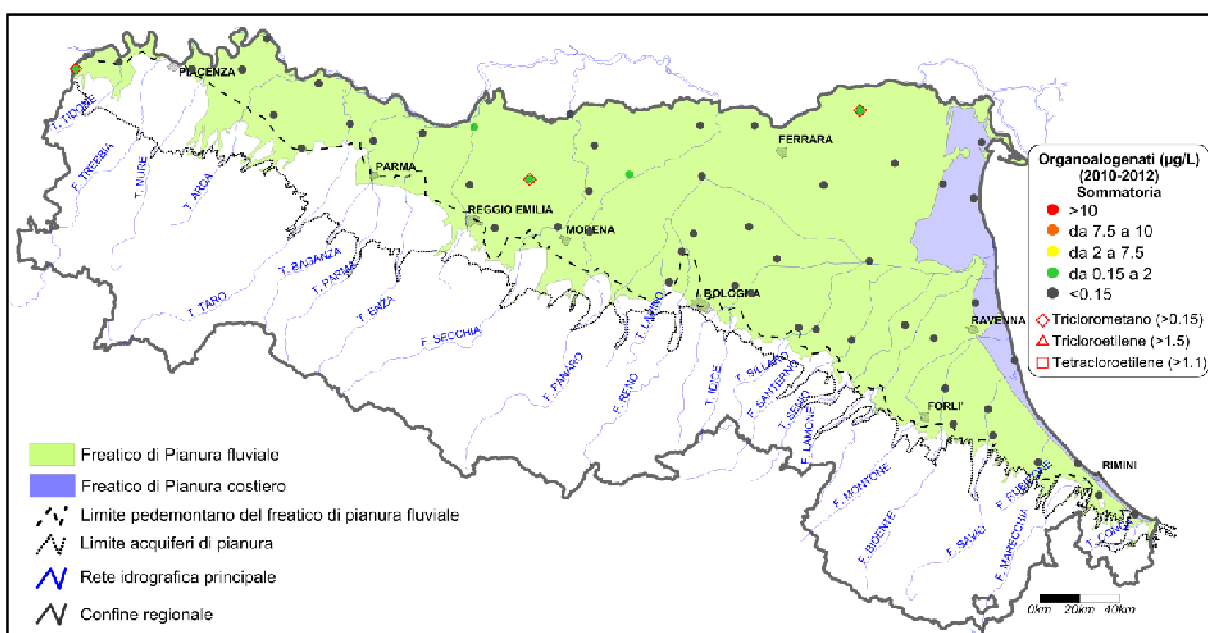 PIACENZA
T. TIDONE
F. TREBBIA
T. NURE
T. ARDA
PARMA
REGGIO EMILIA
MODENA
FERRARA
BOLOGNA
RAVENNA
FORLI'
RIMINI
T. TARO
T. BAGANZA
T. PARMA
T. ENZA
F. SECCHIA
F. PANARO
T. LAVINO
F. RENO
T. IDICE
T. SILLARO
F. SANTERNO
T. SENIO
F. LAMONE
F. MONTONE
F. BIDENTE
F. SAVIO
F. RUBICONE
F. MARECCHIA
T. CONCA
Organoalogenati (µg/L)
(2010-2012)
Sommatoria
>10
da 7.5 a 10
da 2 a 7.5
da 0.15 a 2
<0.15
Triclorometano (>0.15)
Tricloroetilene (>1.5)
Tetracloroetilene (>1.1)
Freatico di Pianura fluviale
Freatico di Pianura costiero
Limite pedemontano del freatico di pianura fluviale
Limite acquiferi di pianura
Rete idrografica principale
Confine regionale
0km 20km 40km